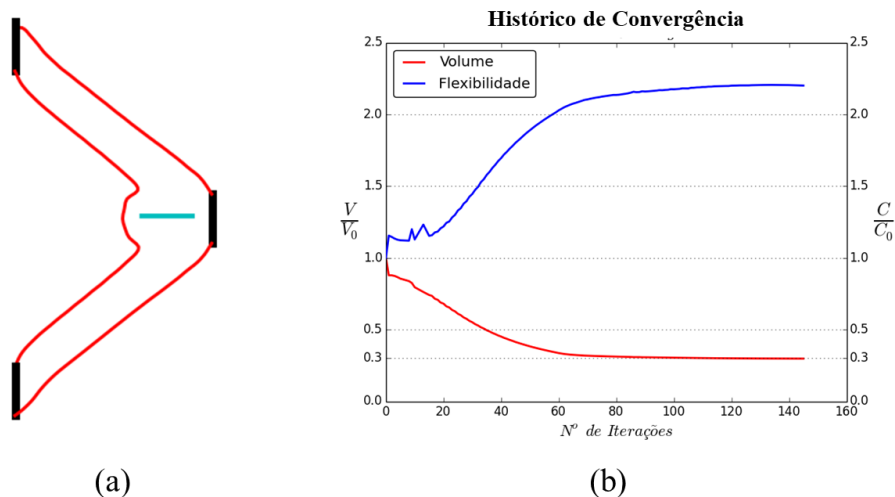 Histórico de Convergência
Volume
Flexibilidade
2.5
2.0
1.5
1.0
0.5
0.3
0.0
V
V₀
2.5
2.0
1.5
1.0
0.5
0.3
0.0
C
C₀
0 20 40 60 80 100 120 140 160
Nº de Iterações
(a) (b)